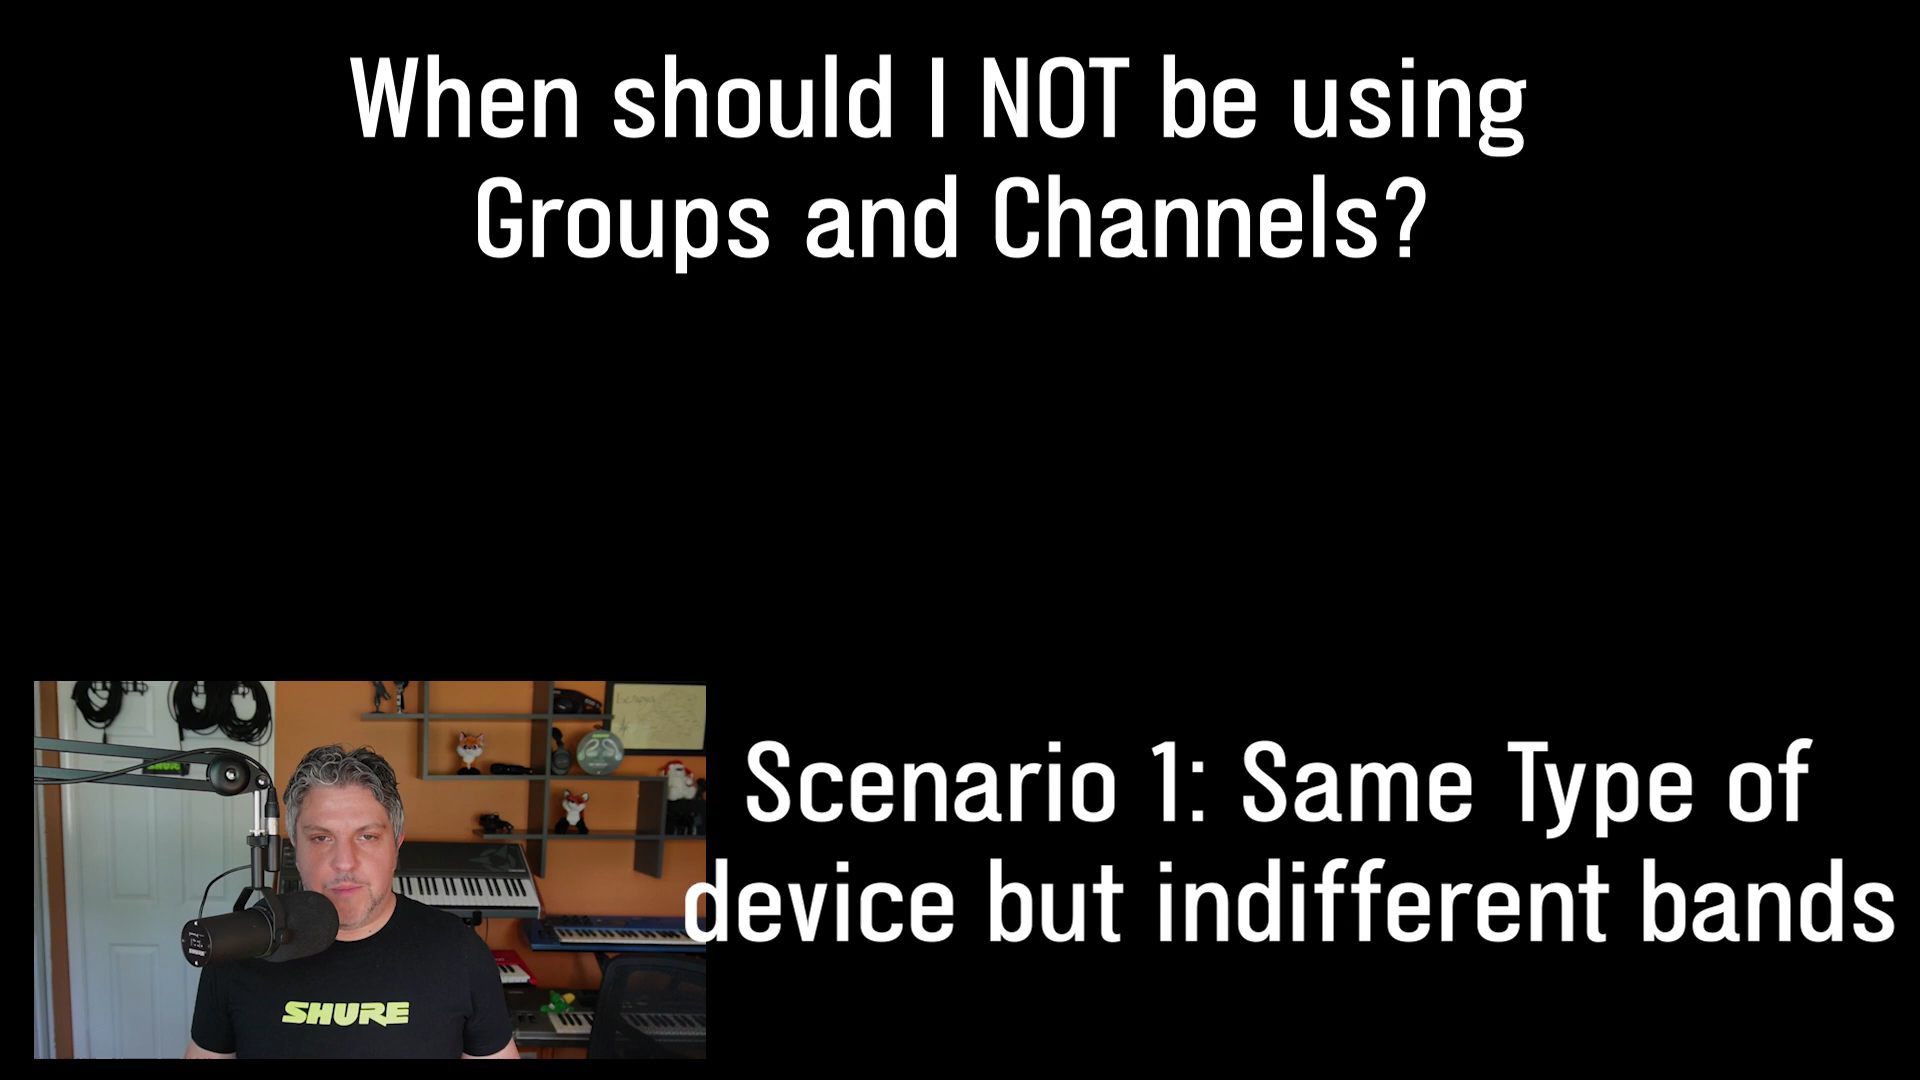 When should I NOT be using
Groups and Channels?
Scenario 1: Same Type of
device but indifferent bands
SHURE